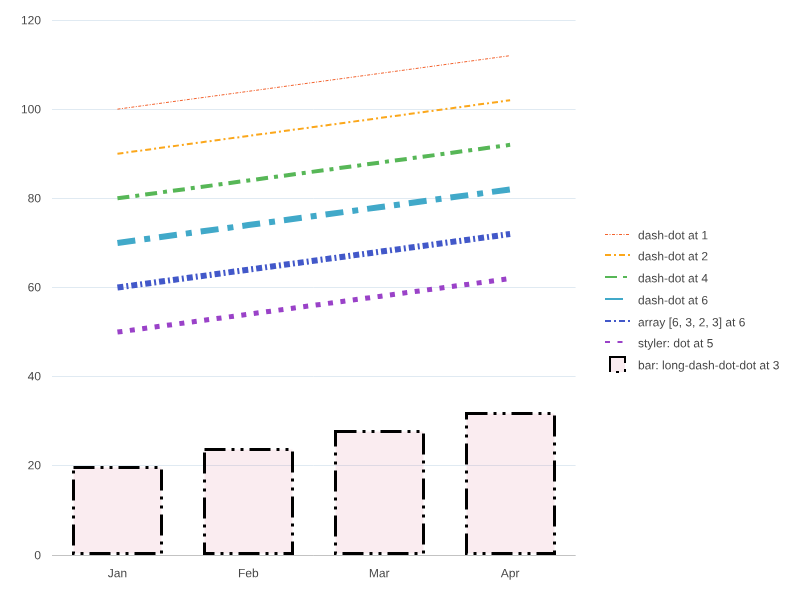 120
100
80
60
40
20
0
Jan Feb Mar Apr
dash-dot at 1
dash-dot at 2
dash-dot at 4
dash-dot at 6
array [6, 3, 2, 3] at 6
styler: dot at 5
bar: long-dash-dot-dot at 3